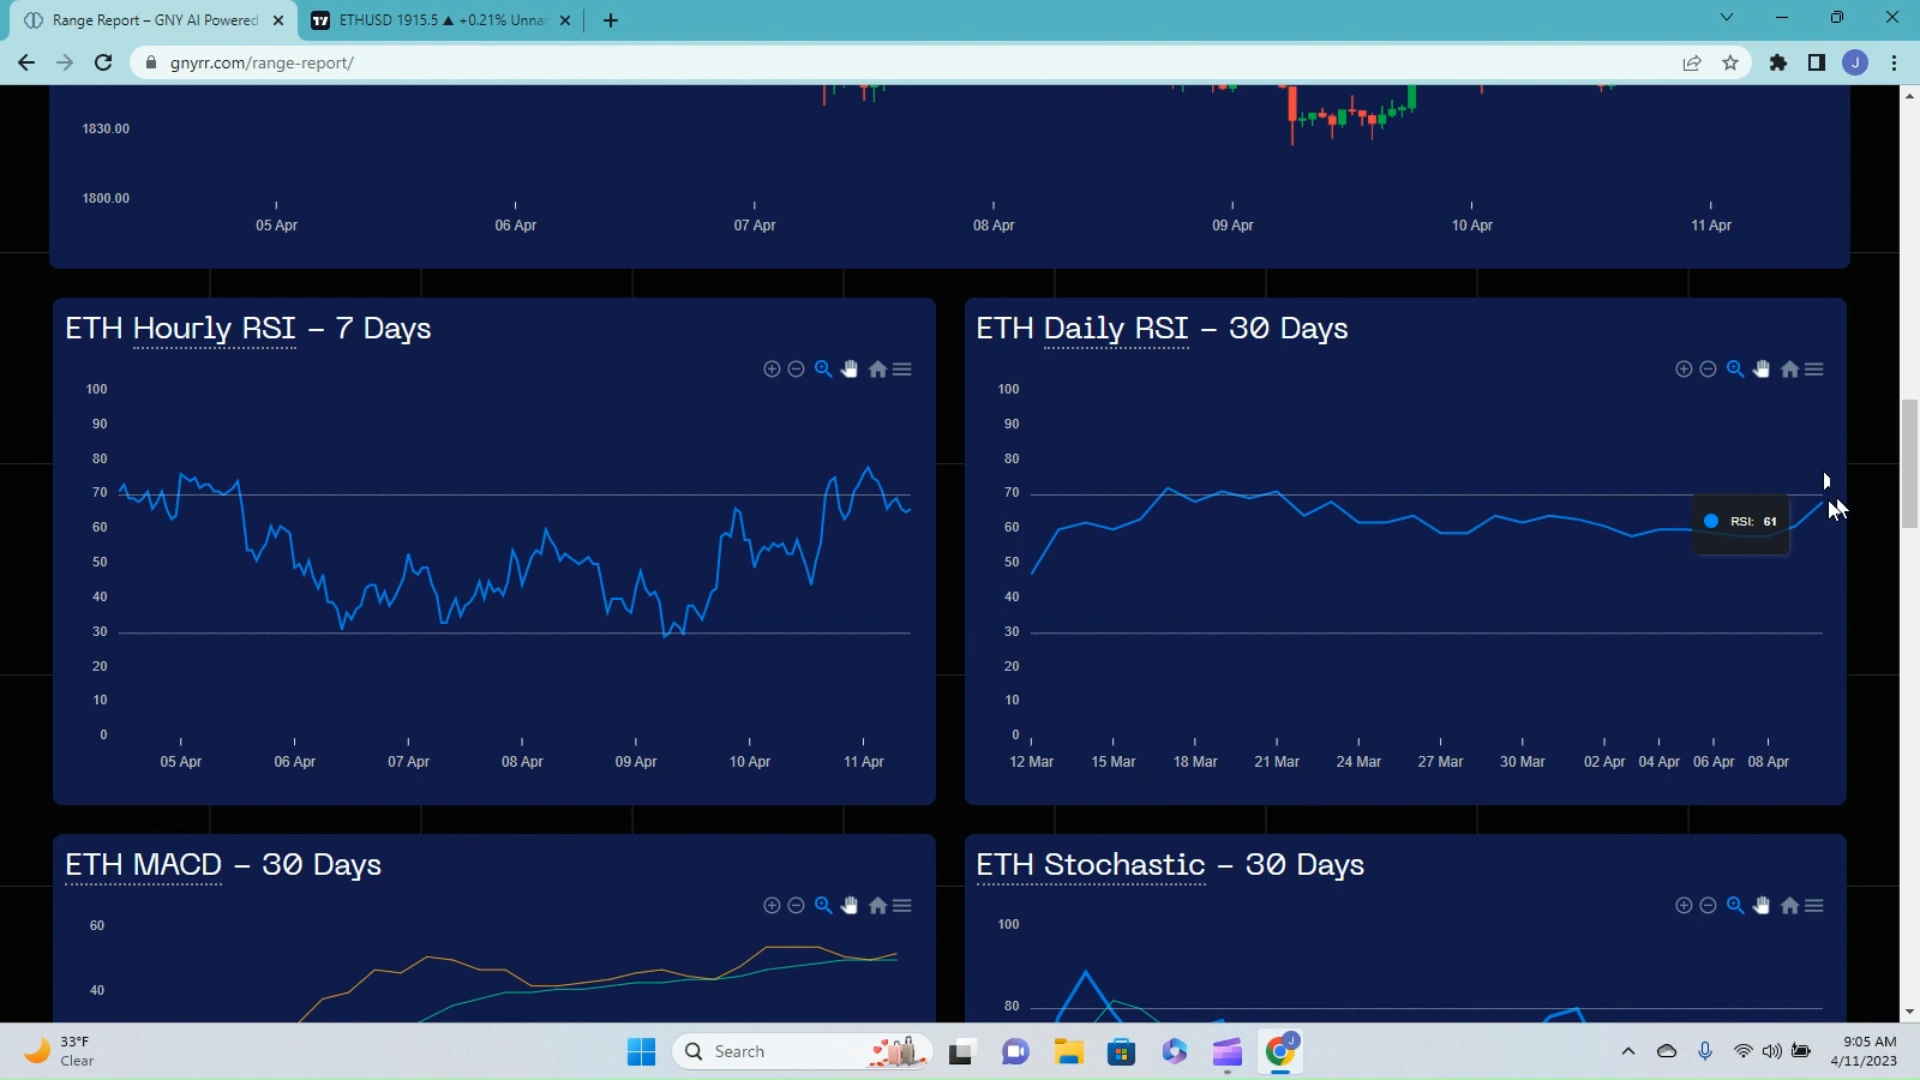 Range Report – GNY AI Powered
ETHUSD 1915.5 ▲ +0.21% Unna
gnyrr.com/range-report/
J
1830.00
1800.00
05 Apr
06 Apr
07 Apr
08 Apr
09 Apr
10 Apr
11 Apr
ETH Hourly RSI – 7 Days
100
90
80
70
60
50
40
30
20
10
0
05 Apr
06 Apr
07 Apr
08 Apr
09 Apr
10 Apr
11 Apr
ETH Daily RSI – 30 Days
100
90
80
70
60
50
40
30
20
10
0
RSI: 61
12 Mar
15 Mar
18 Mar
21 Mar
24 Mar
27 Mar
30 Mar
02 Apr
04 Apr
06 Apr
08 Apr
ETH MACD – 30 Days
60
40
ETH Stochastic – 30 Days
100
80
33°F
Clear
Search
J
9:05 AM
4/11/2023